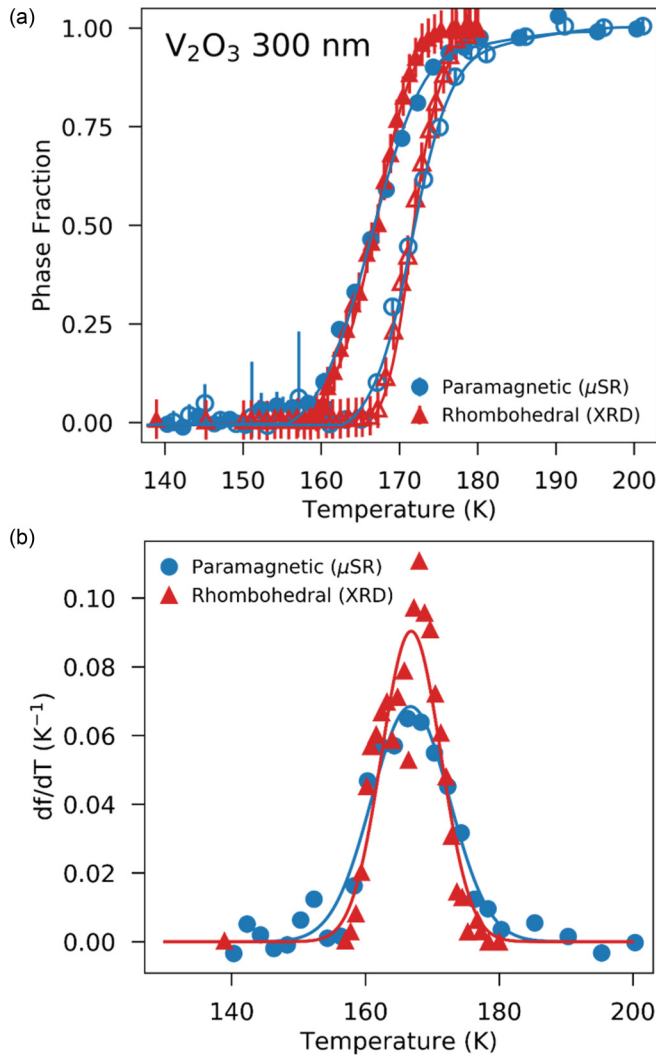 (a)
V₂O₃ 300 nm
1.00
0.75
0.50
0.25
0.00
Phase Fraction
Paramagnetic (μSR)
Rhombohedral (XRD)
140 150 160 170 180 190 200
Temperature (K)
(b)
Paramagnetic (μSR)
Rhombohedral (XRD)
0.10
0.08
0.06
0.04
0.02
0.00
df/dT (K⁻¹)
140 160 180 200
Temperature (K)